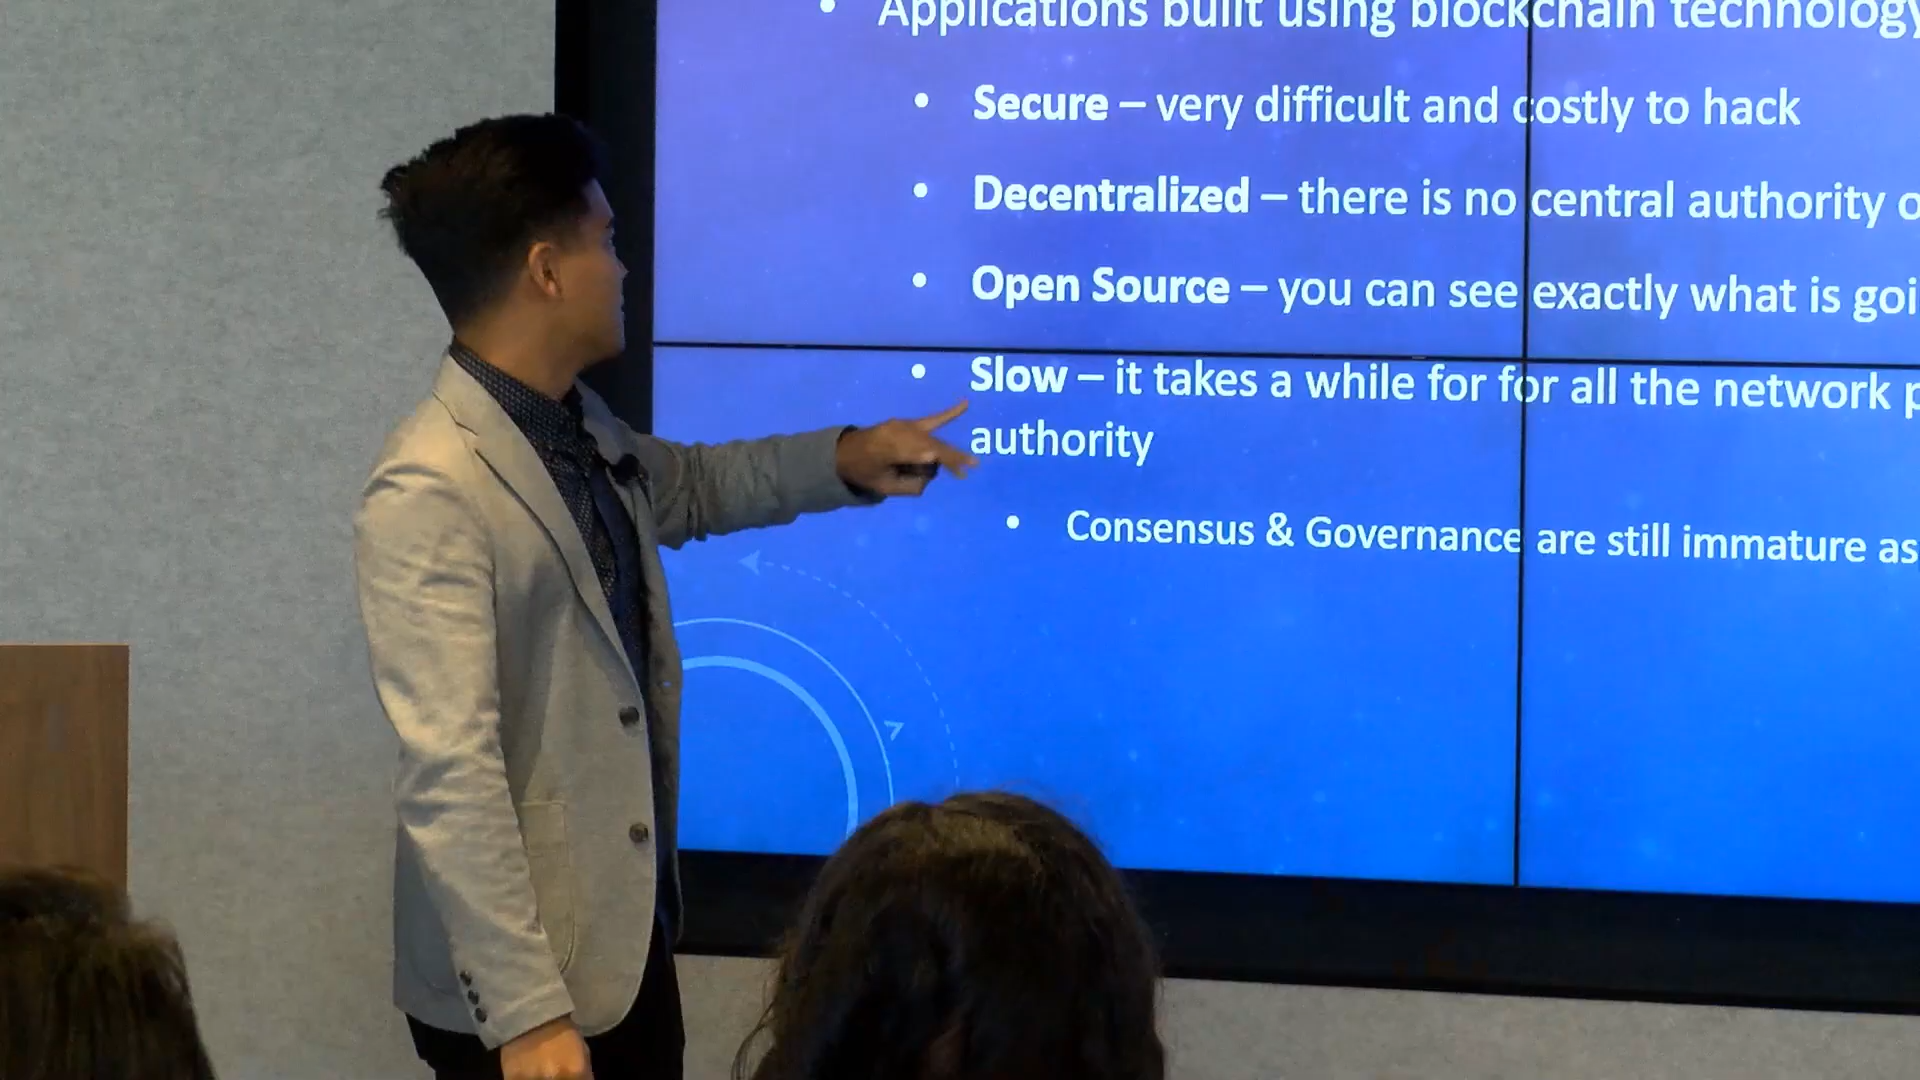 • Applications built using blockchain technology
• Secure – very difficult and costly to hack
• Decentralized – there is no central authority
• Open Source – you can see exactly what is
• Slow – it takes a while for for all the network
authority
• Consensus & Governance are still immature as